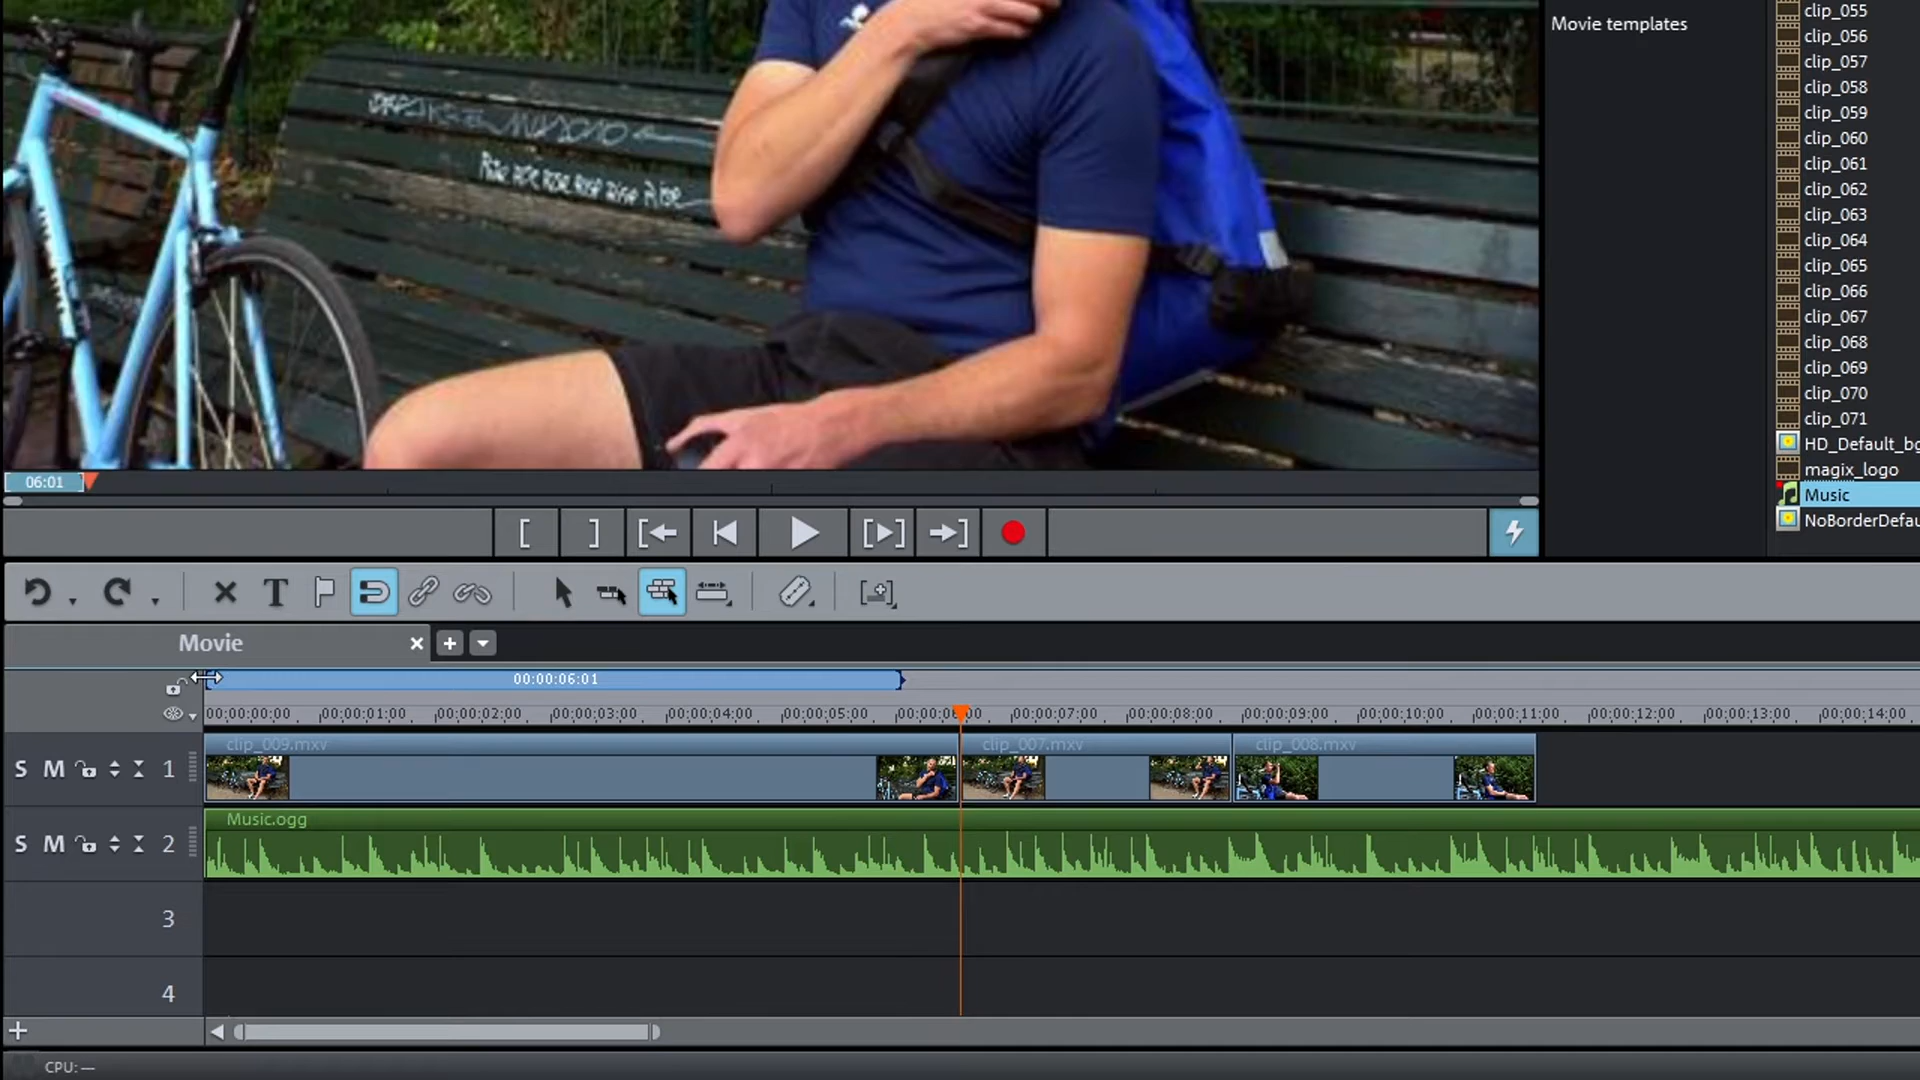 Movie templates
clip_055
clip_056
clip_057
clip_058
clip_059
clip_060
clip_061
clip_062
clip_063
clip_064
clip_065
clip_066
clip_067
clip_068
clip_069
clip_070
clip_071
HD_Default_bg
magix_logo
Music
NoBorderDefau
06:01
Movie
00:00:06:01
00:00:00:00 00:00:01:00 00:00:02:00 00:00:03:00 00:00:04:00 00:00:05:00 00:00:07:00 00:00:08:00 00:00:09:00 00:00:10:00 00:00:11:00 00:00:12:00 00:00:13:00 00:00:14:00
clip_009.mxv clip_007.mxv clip_008.mxv
S M 1
Music.ogg
S M 2
3
4
CPU: —